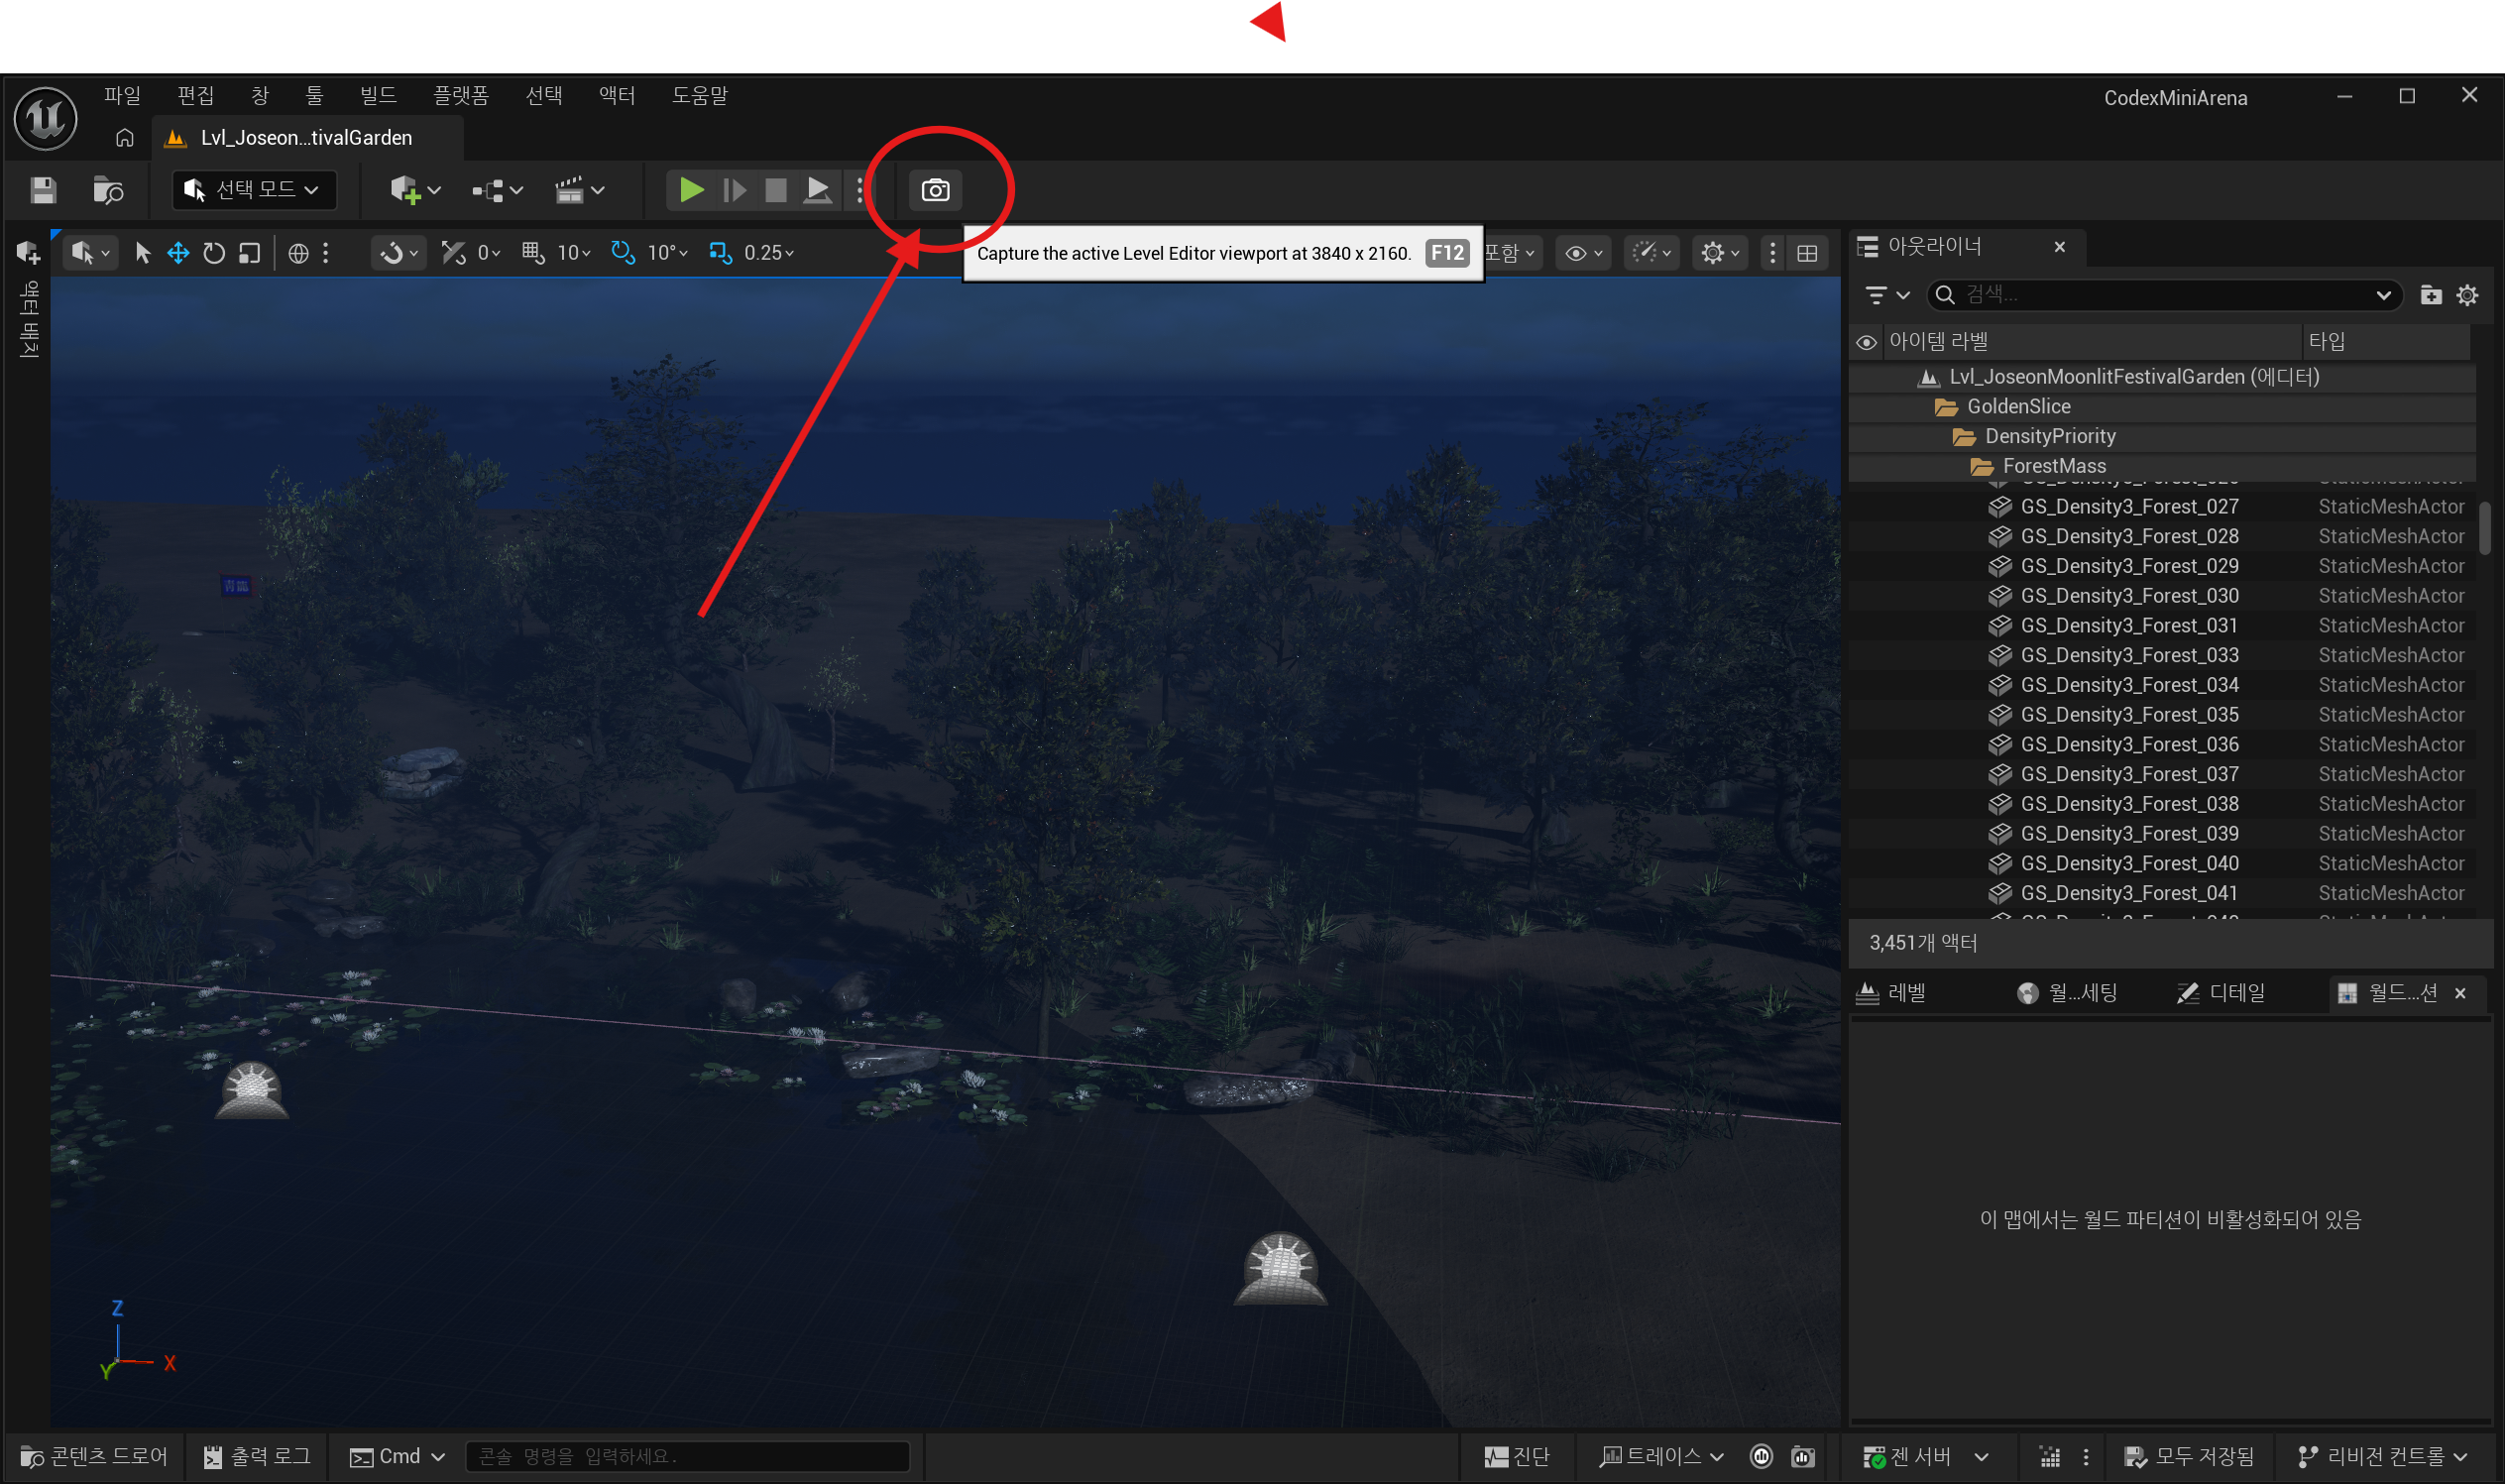 파일 편집 창 툴 빌드 플랫폼 선택 액터 도움말
CodexMiniArena
Lvl_Joseon...tivalGarden
선택 모드
0 10 10° 0.25
포함
Capture the active Level Editor viewport at 3840 x 2160. F12
액터 배치
아웃라이너
검색...
아이템 라벨 타입
Lvl_JoseonMoonlitFestivalGarden (에디터)
GoldenSlice
DensityPriority
ForestMass
GS_Density3_Forest_027 StaticMeshActor
GS_Density3_Forest_028 StaticMeshActor
GS_Density3_Forest_029 StaticMeshActor
GS_Density3_Forest_030 StaticMeshActor
GS_Density3_Forest_031 StaticMeshActor
GS_Density3_Forest_033 StaticMeshActor
GS_Density3_Forest_034 StaticMeshActor
GS_Density3_Forest_035 StaticMeshActor
GS_Density3_Forest_036 StaticMeshActor
GS_Density3_Forest_037 StaticMeshActor
GS_Density3_Forest_038 StaticMeshActor
GS_Density3_Forest_039 StaticMeshActor
GS_Density3_Forest_040 StaticMeshActor
GS_Density3_Forest_041 StaticMeshActor
3,451개 액터
레벨 월...세팅 디테일 월드...션
이 맵에서는 월드 파티션이 비활성화되어 있음
Z
X
Y
콘텐츠 드로어 출력 로그 Cmd 콘솔 명령을 입력하세요. 진단 트레이스 젠 서버 모두 저장됨 리비전 컨트롤